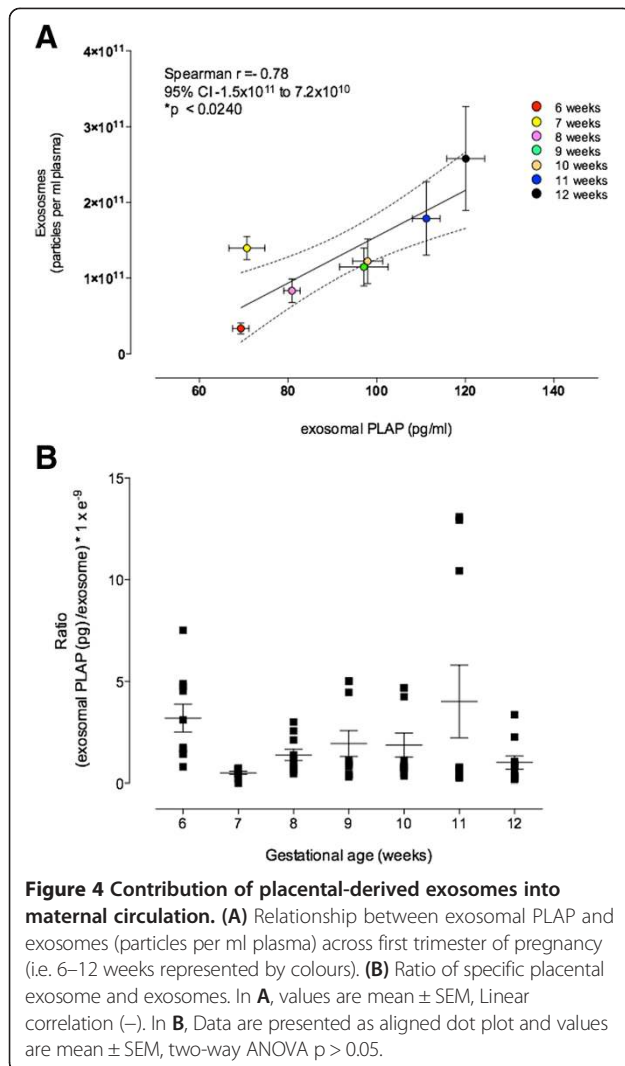 A
Exososmes
(particles per ml plasma)
4×10¹¹
3×10¹¹
2×10¹¹
1×10¹¹
0
Spearman r =- 0.78
95% CI -1.5x10¹¹ to 7.2x10¹⁰
*p < 0.0240
6 weeks
7 weeks
8 weeks
9 weeks
10 weeks
11 weeks
12 weeks
60 80 100 120 140
exosomal PLAP (pg/ml)
B
Ratio
(exosomal PLAP (pg) /exosome) * 1 x e⁻⁹
15
10
5
0
6 7 8 9 10 11 12
Gestational age (weeks)
Figure 4 Contribution of placental-derived exosomes into
maternal circulation. (A) Relationship between exosomal PLAP and
exosomes (particles per ml plasma) across first trimester of pregnancy
(i.e. 6–12 weeks represented by colours). (B) Ratio of specific placental
exosome and exosomes. In A, values are mean ± SEM, Linear
correlation (−). In B, Data are presented as aligned dot plot and values
are mean ± SEM, two-way ANOVA p > 0.05.